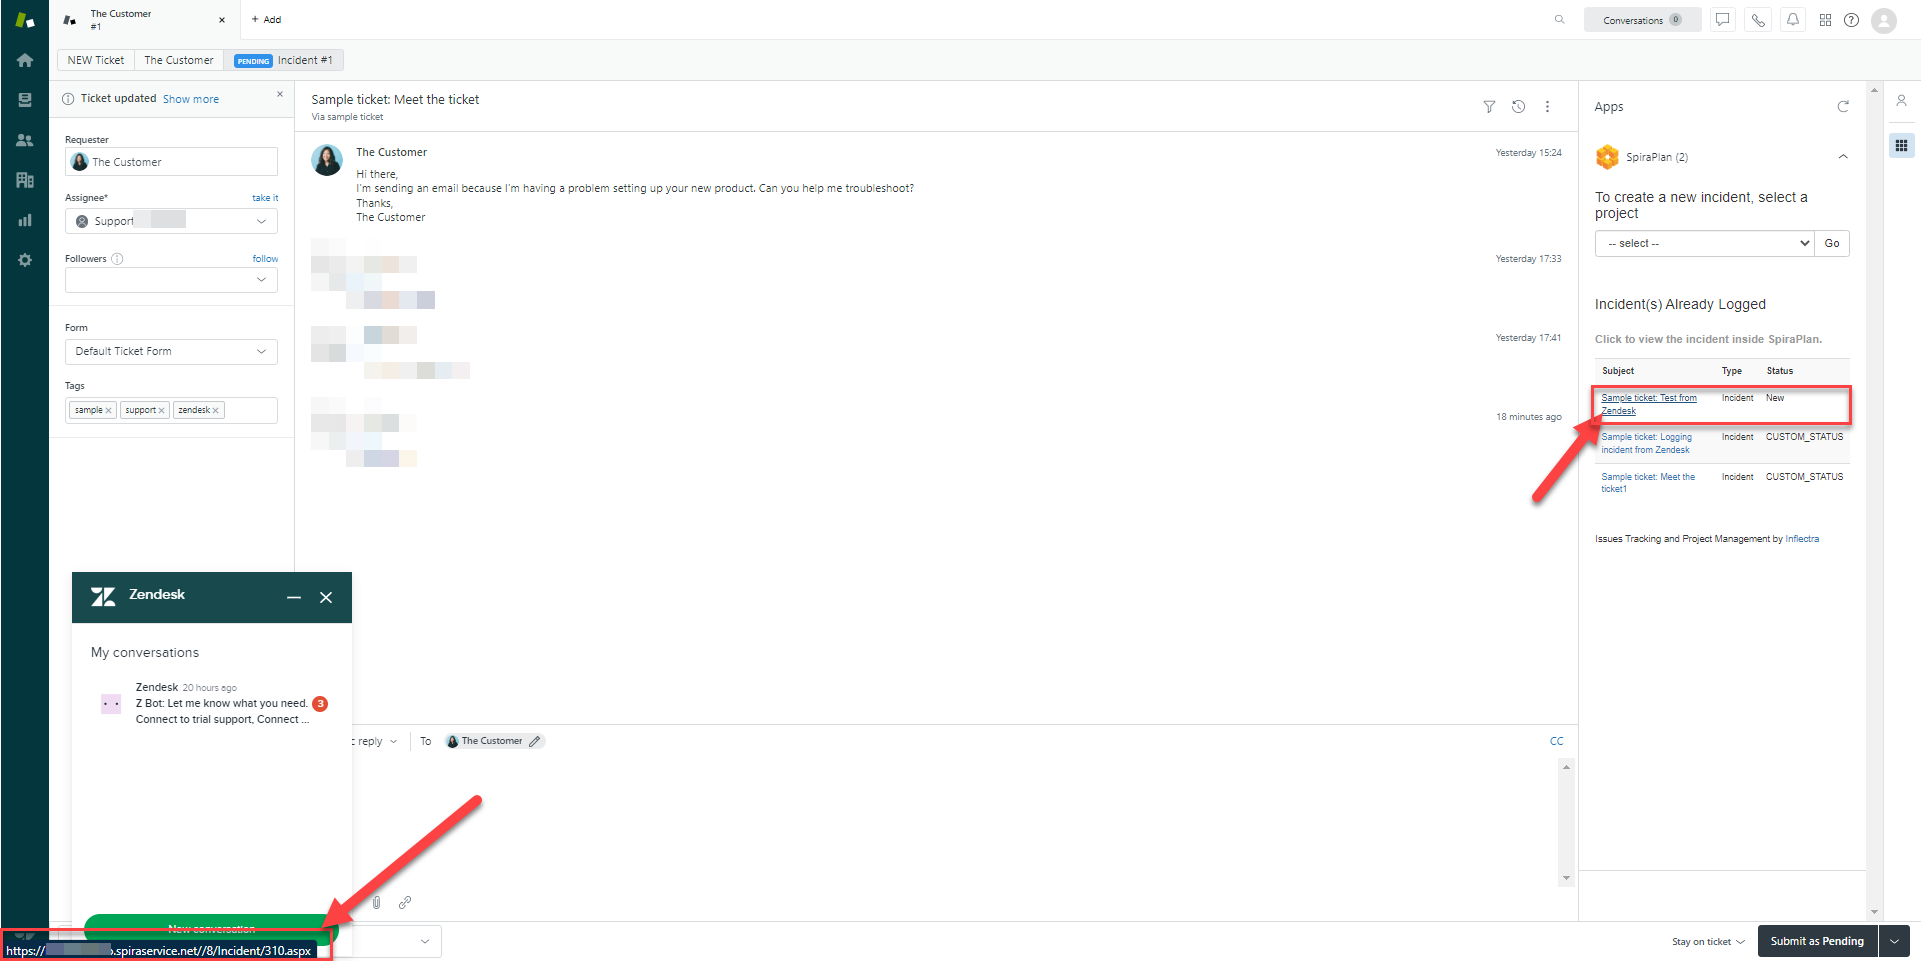 The Customer
#1
+ Add
Conversations 0
NEW Ticket
The Customer
PENDING Incident #1
Ticket updated Show more
Requester
The Customer
Assignee* take it
Support
Followers follow
Form
Default Ticket Form
Tags
sample support zendesk
Sample ticket: Meet the ticket
Via sample ticket
The Customer
Yesterday 15:24
Hi there,
I'm sending an email because I'm having a problem setting up your new product. Can you help me troubleshoot?
Thanks,
The Customer
Yesterday 17:33
Yesterday 17:41
18 minutes ago
Apps
SpiraPlan (2)
To create a new incident, select a
project
-- select -- Go
Incident(s) Already Logged
Click to view the incident inside SpiraPlan.
Subject Type Status
Sample ticket: Test from
Zendesk
Incident New
Sample ticket: Logging
incident from Zendesk
Incident CUSTOM_STATUS
Sample ticket: Meet the
ticket1
Incident CUSTOM_STATUS
Issues Tracking and Project Management by Inflectra
Zendesk
My conversations
Zendesk 20 hours ago
Z Bot: Let me know what you need.
Connect to trial support, Connect ...
3
New conversation
c reply To The Customer CC
https://
.spiraservice.net//8/Incident/310.aspx
Stay on ticket
Submit as Pending